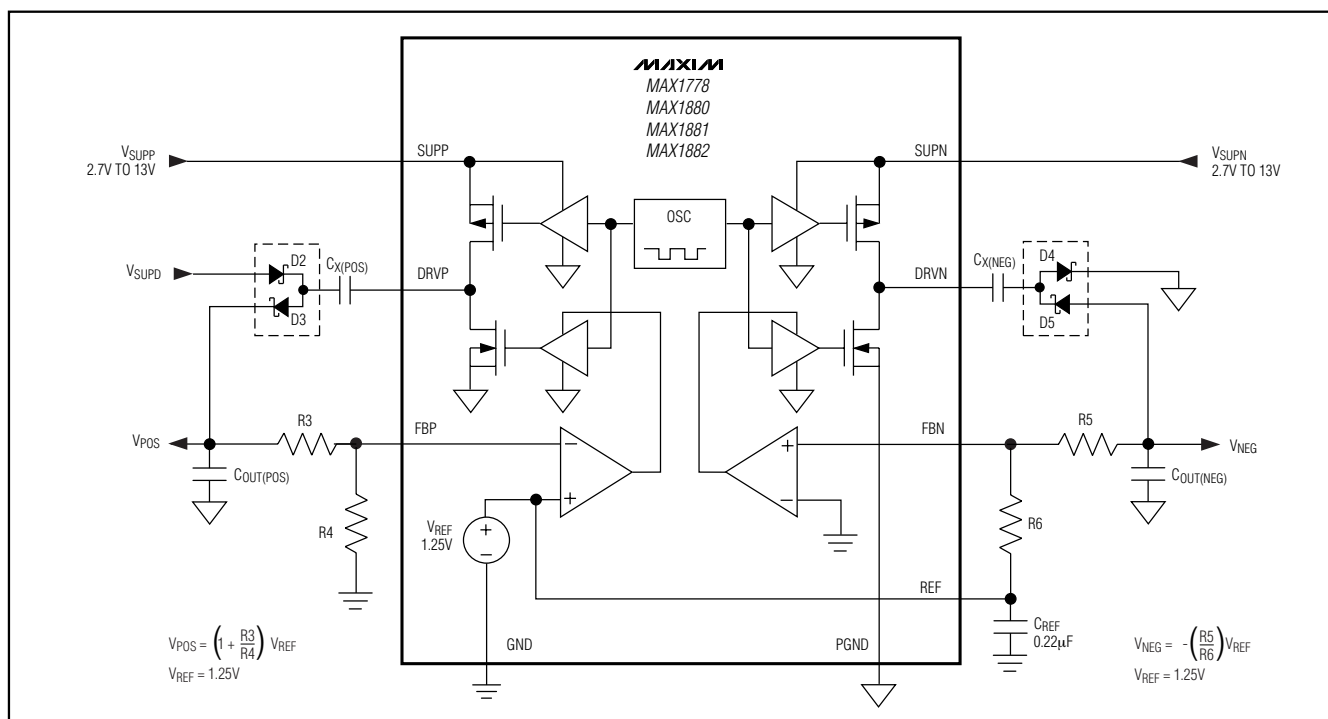 MAXIM
MAX1778
MAX1880
MAX1881
MAX1882
VSUPP
2.7V TO 13V
SUPP
SUPN
VSUPN
2.7V TO 13V
OSC
VSUPD
D2
D3
CX(POS)
DRVP
DRVN
CX(NEG)
D4
D5
VPOS
R3
FBP
−
+
FBN
+
−
R5
VNEG
COUT(POS)
R4
VREF
1.25V
+
−
R6
COUT(NEG)
REF
CREF
0.22µF
GND
PGND
VPOS = (1 + R3/R4) VREF
VREF = 1.25V
VNEG = -(R5/R6)VREF
VREF = 1.25V